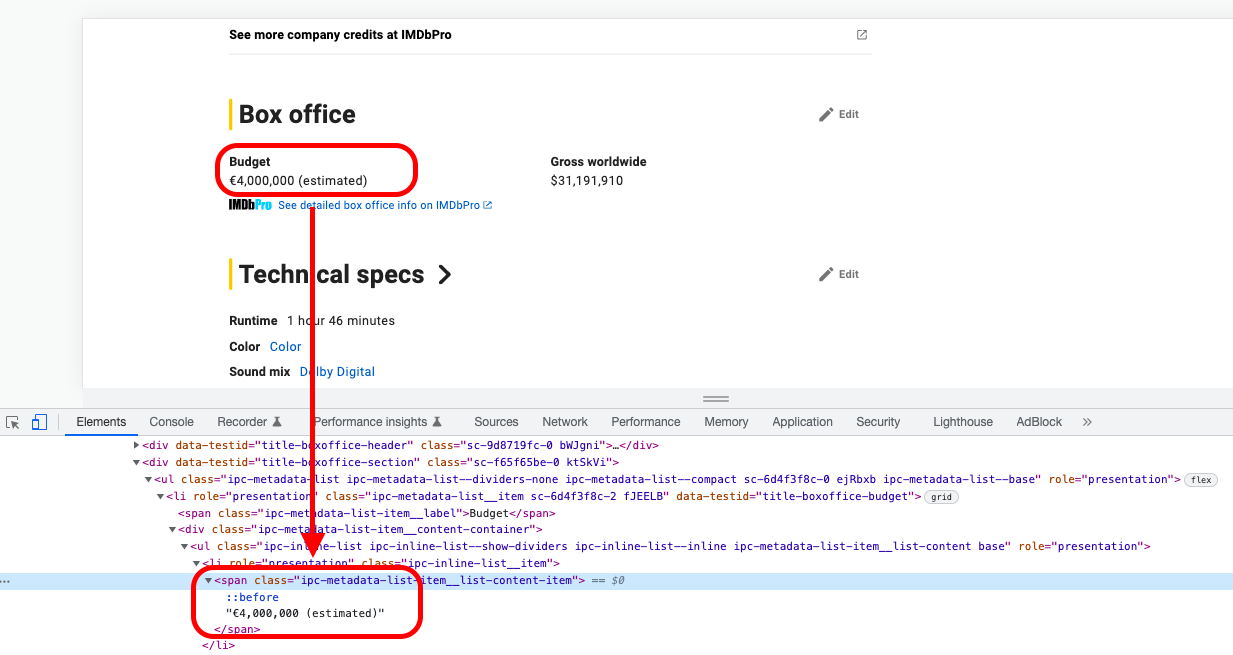 See more company credits at IMDbPro
Box office
Edit
Budget
Gross worldwide
€4,000,000 (estimated)
$31,191,910
IMDbPro See detailed box office info on IMDbPro
Technical specs
Edit
Runtime 1 hour 46 minutes
Color Color
Sound mix Dolby Digital
Elements Console Recorder Performance insights Sources Network Performance Memory Application Security Lighthouse AdBlock »
<div data-testid="title-boxoffice-header" class="sc-9d8719fc-0 bWJgni">…</div>
<div data-testid="title-boxoffice-section" class="sc-f65f65be-0 ktSkVi">
<ul class="ipc-metadata-list ipc-metadata-list--dividers-none ipc-metadata-list--compact sc-6d4f3f8c-0 ejRbxb ipc-metadata-list--base" role="presentation"> flex
<li role="presentation" class="ipc-metadata-list__item sc-6d4f3f8c-2 fJEELB" data-testid="title-boxoffice-budget"> grid
<span class="ipc-metadata-list-item__label">Budget</span>
<div class="ipc-metadata-list-item__content-container">
<ul class="ipc-inline-list ipc-inline-list--show-dividers ipc-inline-list--inline ipc-metadata-list-item__list-content base" role="presentation">
<li role="presentation" class="ipc-inline-list__item">
… <span class="ipc-metadata-list-item__list-content-item"> == $0
::before
"€4,000,000 (estimated)"
</span>
</li>